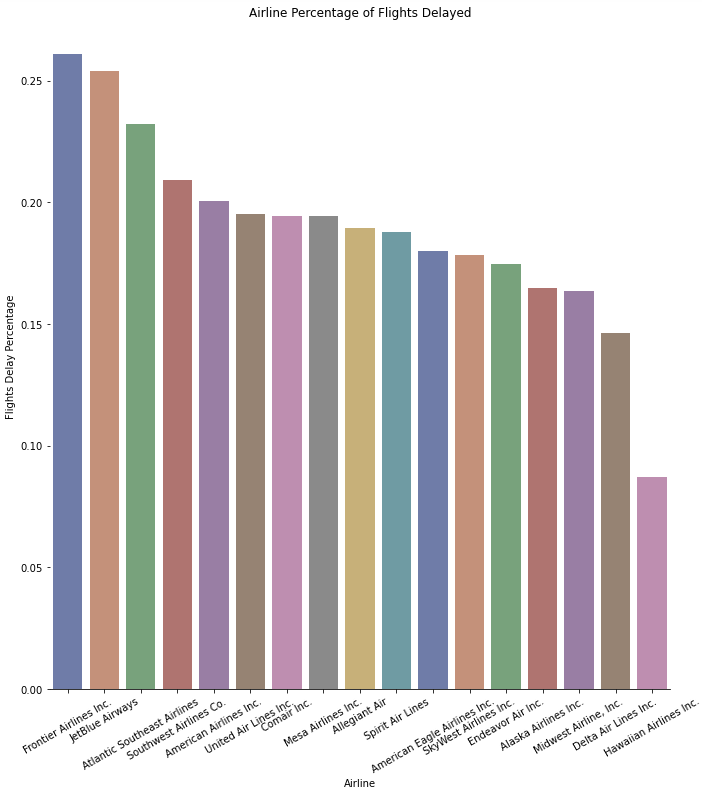 Airline Percentage of Flights Delayed
0.25
0.20
0.15
0.10
0.05
0.00
Flights Delay Percentage
Frontier Airlines Inc.
JetBlue Airways
Atlantic Southeast Airlines
Southwest Airlines Co.
American Airlines Inc.
United Air Lines Inc.
Comair Inc.
Mesa Airlines Inc.
Allegiant Air
Spirit Air Lines
American Eagle Airlines Inc.
SkyWest Airlines Inc.
Endeavor Air Inc.
Alaska Airlines Inc.
Midwest Airline, Inc.
Delta Air Lines Inc.
Hawaiian Airlines Inc.
Airline